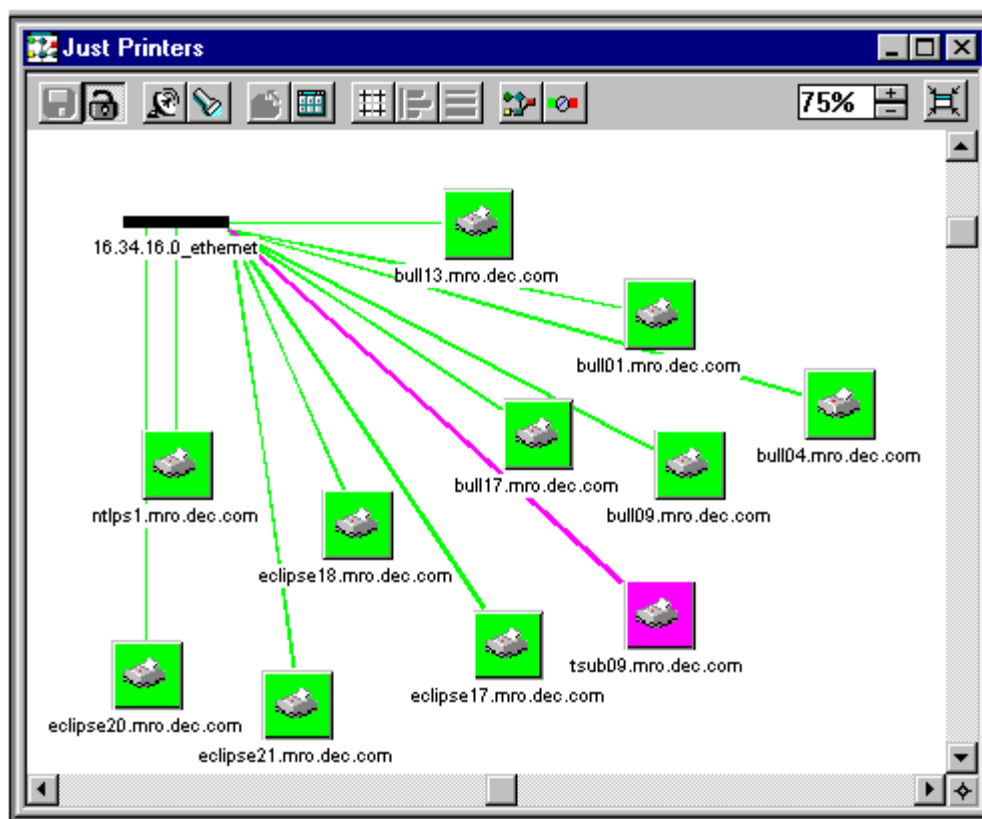 Just Printers
75%
16.34.16.0_ethernet
bull13.mro.dec.com
bull01.mro.dec.com
bull04.mro.dec.com
bull17.mro.dec.com
bull09.mro.dec.com
ntlps1.mro.dec.com
eclipse18.mro.dec.com
tsub09.mro.dec.com
eclipse17.mro.dec.com
eclipse20.mro.dec.com
eclipse21.mro.dec.com